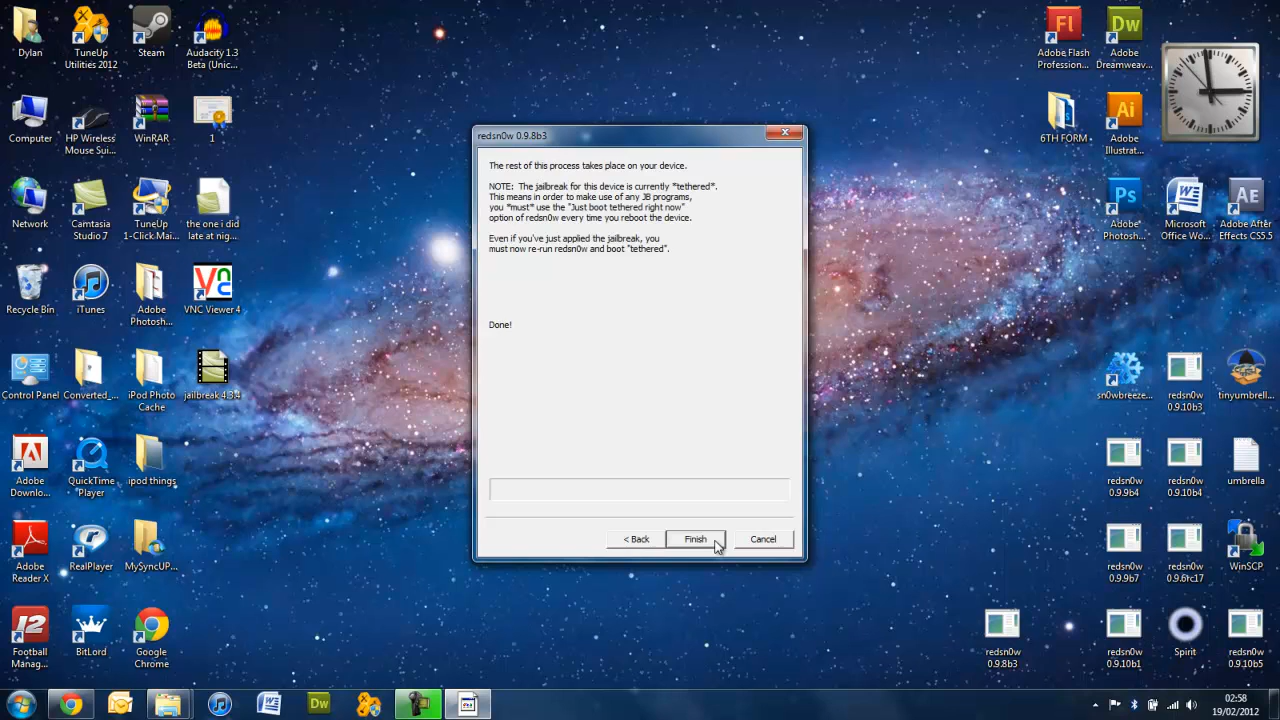 Dylan
TuneUp
Utilities 2012
Steam
Audacity 1.3
Beta (Unic...
Adobe Flash
Profession...
Adobe
Dreamweav...
Computer
HP Wireless
Mouse Sui...
WinRAR
1
6TH FORM
Adobe
Illustrat...
Network
Camtasia
Studio 7
TuneUp
1-Click Mai...
the one i did
late at nig...
Adobe
Photosh...
Microsoft
Office Wo...
Adobe After
Effects CS5.5
Recycle Bin
iTunes
Adobe
Photosh...
VNC Viewer 4
Control Panel
Converted_...
iPod Photo
Cache
jailbreak 4.3.4
sn0wbreeze...
redsn0w
0.9.10b3
tinyumbrell...
Adobe
Downlo...
QuickTime
Player
ipod things
redsn0w
0.9.9b4
redsn0w
0.9.10b4
umbrella
Adobe
Reader X
RealPlayer
MySyncUP...
redsn0w
0.9.9b7
redsn0w
0.9.6rc17
WinSCP
Football
Manag...
BitLord
Google
Chrome
redsn0w
0.9.8b3
redsn0w
0.9.10b1
Spirit
redsn0w
0.9.10b5
redsn0w 0.9.8b3
The rest of this process takes place on your device.
NOTE: The jailbreak for this device is currently *tethered*.
This means in order to make use of any JB programs,
you *must* use the "Just boot tethered right now"
option of redsn0w every time you reboot the device.
Even if you've just applied the jailbreak, you
must now re-run redsn0w and boot "tethered".
Done!
< Back
Finish
Cancel
02:58
19/02/2012